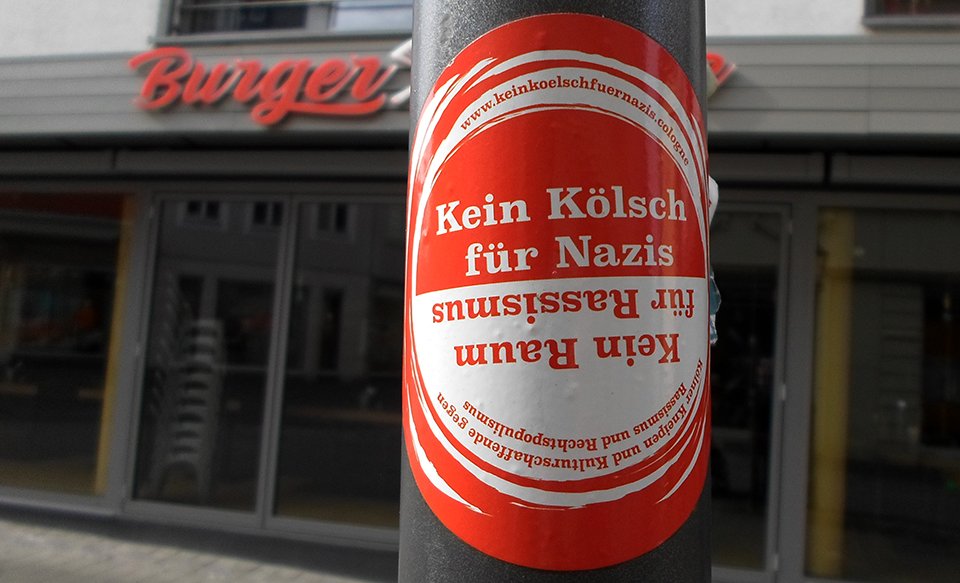 Burger
www.keinkoelschfuernazis.cologne
Kein Kölsch
für Nazis
Kein Raum
für Rassismus
Kölner Kneipen und Kulturschaffende gegen
Rassismus und Rechtspopulismus